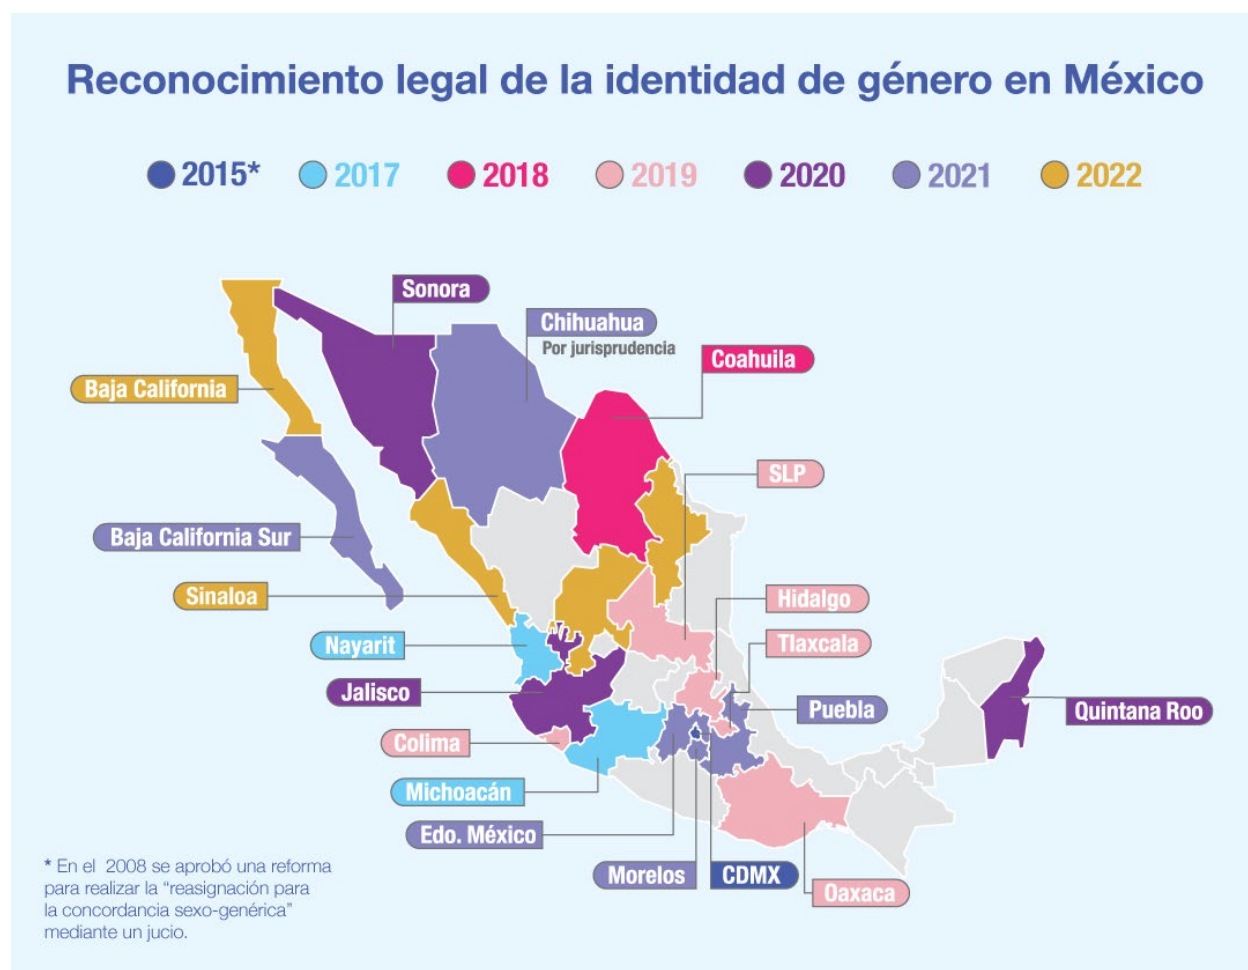 Reconocimiento legal de la identidad de género en México
2015* 2017 2018 2019 2020 2021 2022
Sonora
Chihuahua
Por jurisprudencia
Coahuila
Baja California
SLP
Baja California Sur
Sinaloa
Hidalgo
Nayarit
Tlaxcala
Jalisco
Puebla
Quintana Roo
Colima
Michoacán
Edo. México
Morelos
CDMX
Oaxaca
* En el 2008 se aprobó una reforma
para realizar la “reasignación para
la concordancia sexo-genérica”
mediante un jucio.